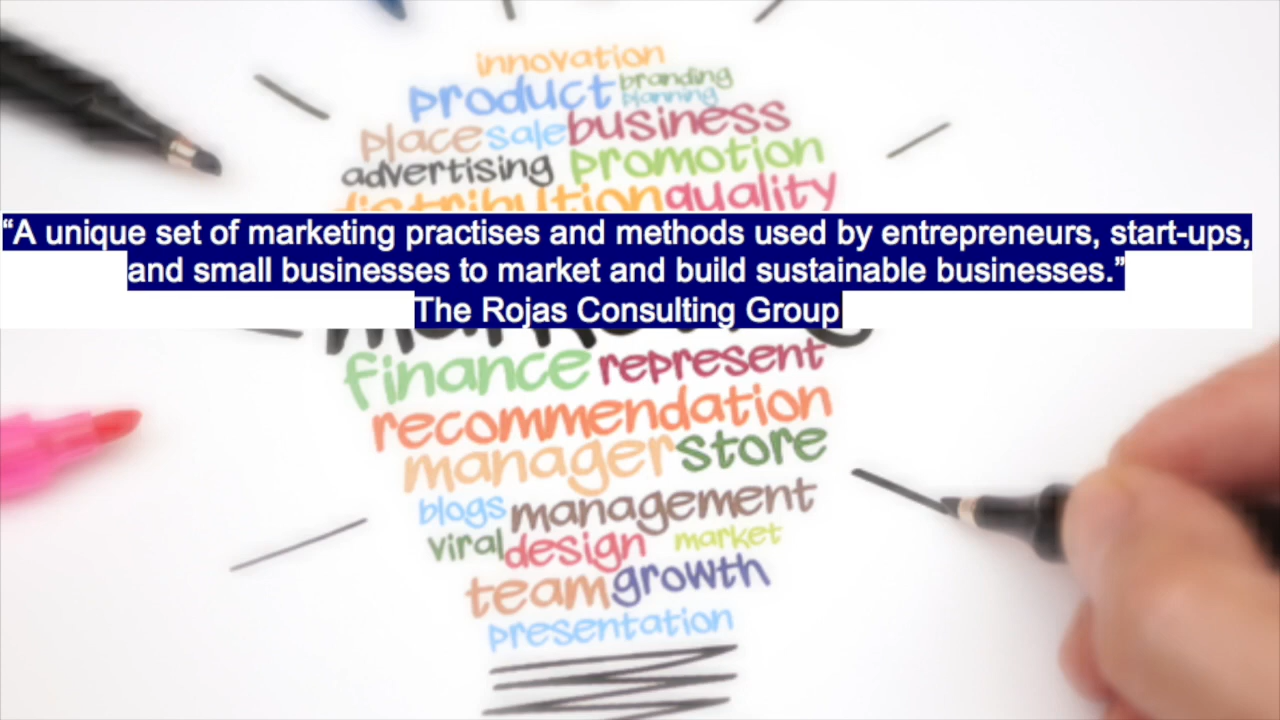 innovation
product branding
planning
place sale business
advertising promotion
distribution quality
“A unique set of marketing practises and methods used by entrepreneurs, start-ups,
and small businesses to market and build sustainable businesses.”
The Rojas Consulting Group
finance represent
recommendation
manager store
blogs management
viral design market
team growth
presentation